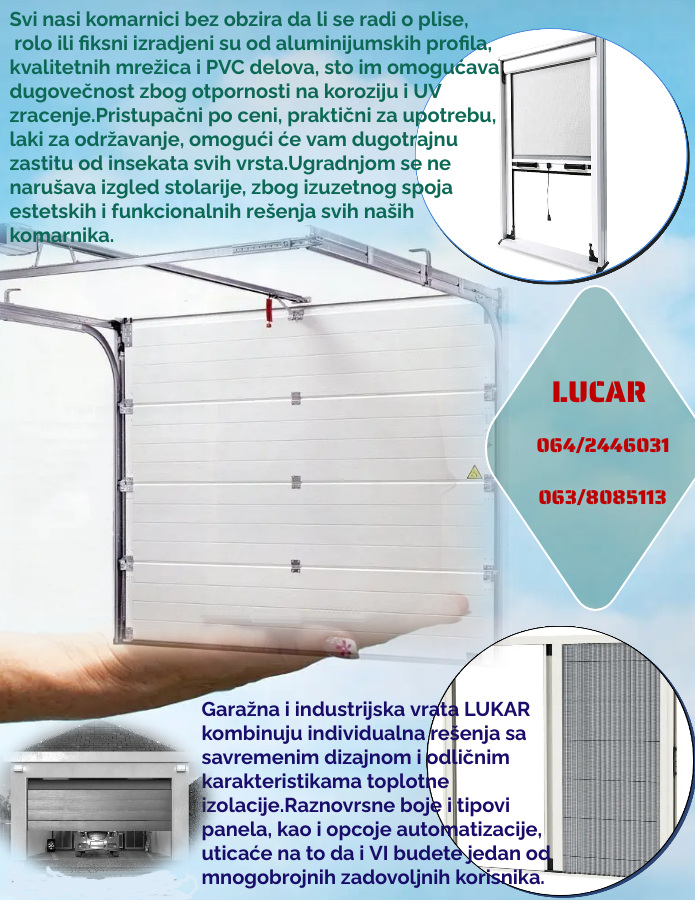 Svi nasi komarnici bez obzira da li se radi o plise,
rolo ili fiksni izradjeni su od aluminijumskih profila,
kvalitetnih mrežica i PVC delova, sto im omogućava
dugovečnost zbog otpornosti na koroziju i UV
zracenje.Pristupačni po ceni, praktični za upotrebu,
laki za održavanje, omogući će vam dugotrajnu
zastitu od insekata svih vrsta.Ugradnjom se ne
narušava izgled stolarije, zbog izuzetnog spoja
estetskih i funkcionalnih rešenja svih naših
komarnika.
LUCAR
064/2446031
063/8085113
Garažna i industrijska vrata LUKAR
kombinuju individualna rešenja sa
savremenim dizajnom i odličnim
karakteristikama toplotne
izolacije.Raznovrsne boje i tipovi
panela, kao i opcoje automatizacije,
uticaće na to da i VI budete jedan od
mnogobrojnih zadovoljnih korisnika.